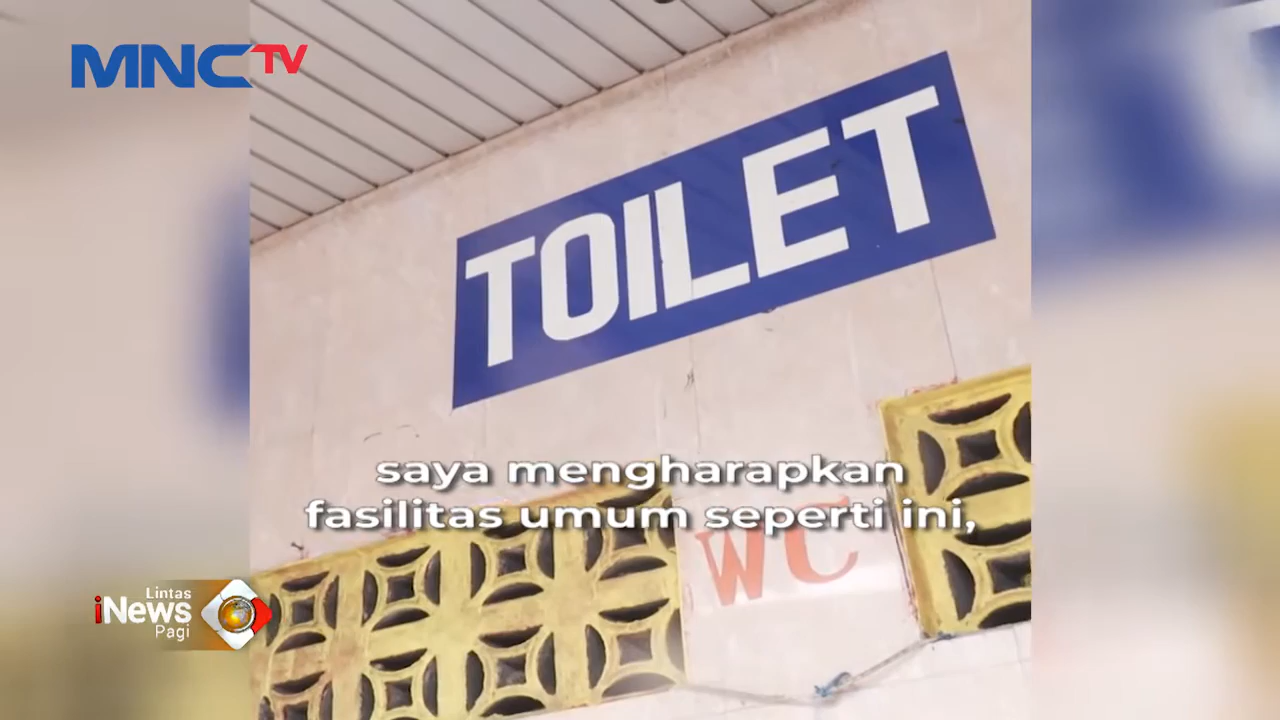 MNCTV
TOILET
saya mengharapkan
fasilitas umum seperti ini,
WC
Lintas
iNews
Pagi